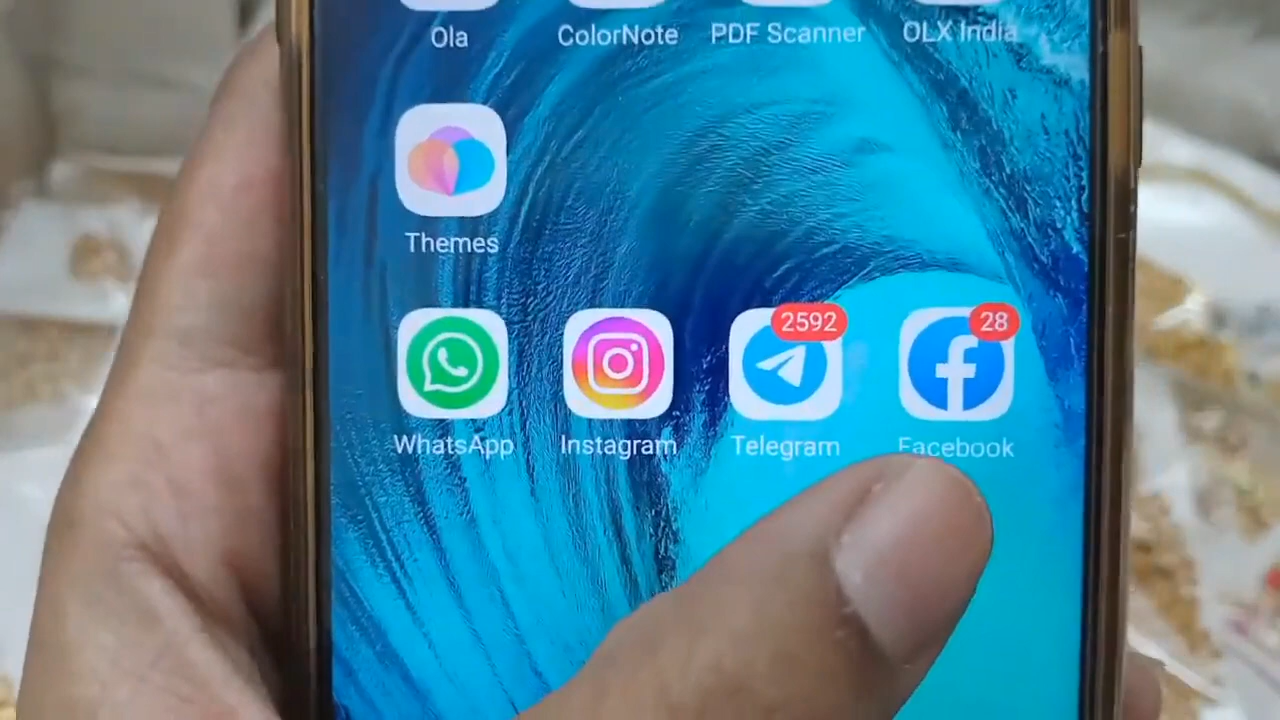 Ola ColorNote PDF Scanner OLX India
Themes
2592 28
WhatsApp Instagram Telegram Facebook